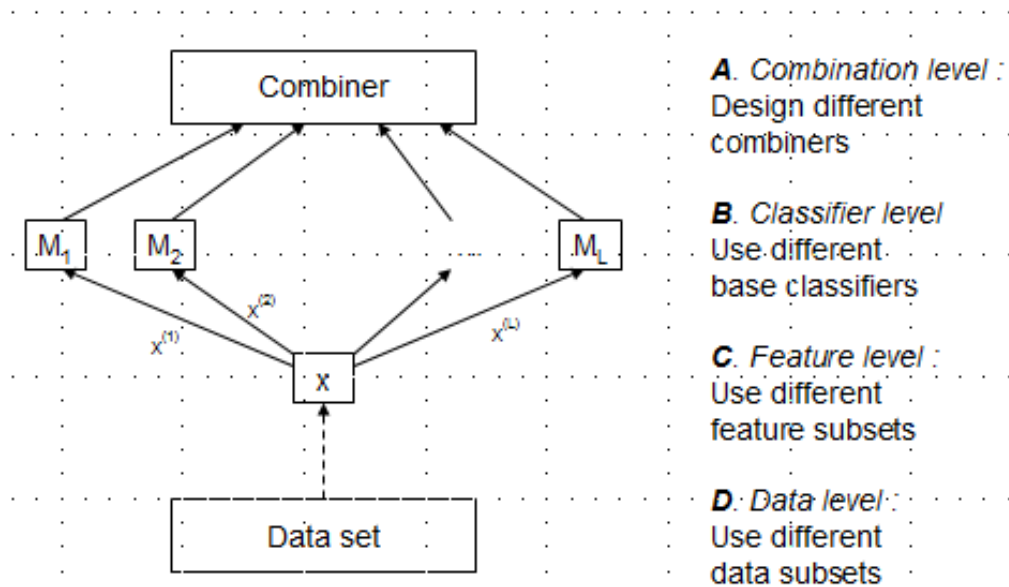 Combiner
M1
M2
.....
ML
x(1)
x(2)
x(L)
x
Data set
A. Combination level :
Design different
combiners
B. Classifier level
Use different
base classifiers
C. Feature level :
Use different
feature subsets
D. Data level :
Use different
data subsets